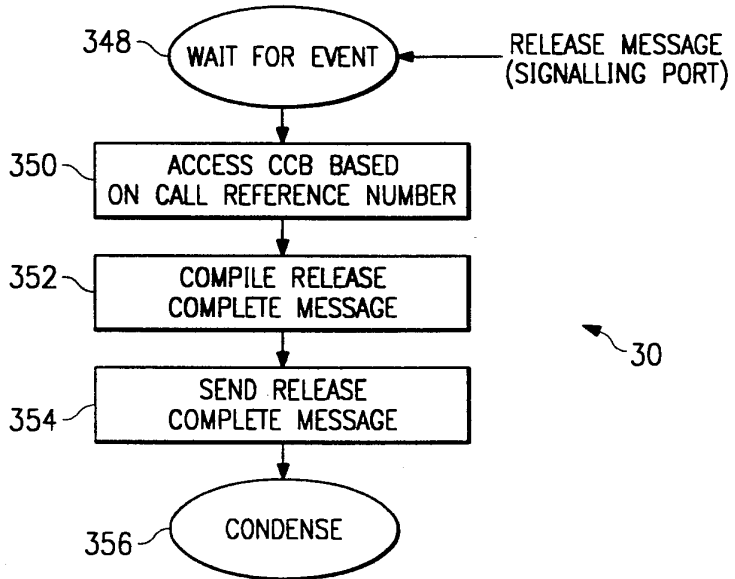 348
WAIT FOR EVENT
RELEASE MESSAGE
(SIGNALLING PORT)
350
ACCESS CCB BASED
ON CALL REFERENCE NUMBER
352
COMPILE RELEASE
COMPLETE MESSAGE
30
354
SEND RELEASE
COMPLETE MESSAGE
356
CONDENSE